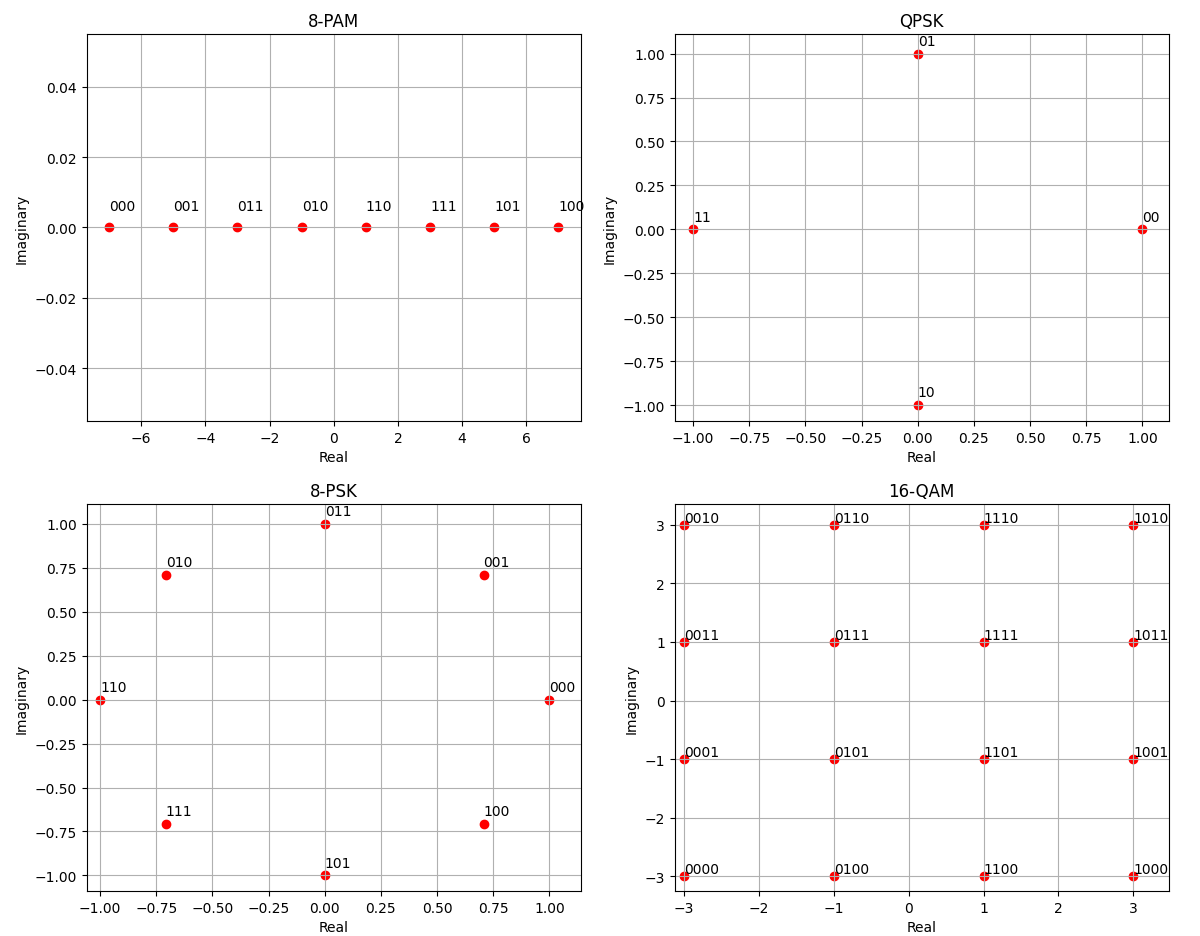 8-PAM
0.04
0.02
0.00
−0.02
−0.04
Imaginary
000 001 011 010 110 111 101 100
−6 −4 −2 0 2 4 6
Real
QPSK
1.00
0.75
0.50
0.25
0.00
−0.25
−0.50
−0.75
−1.00
Imaginary
01
11 00
10
−1.00 −0.75 −0.50 −0.25 0.00 0.25 0.50 0.75 1.00
Real
8-PSK
1.00
0.75
0.50
0.25
0.00
−0.25
−0.50
−0.75
−1.00
Imaginary
011
010 001
110 000
111 100
101
−1.00 −0.75 −0.50 −0.25 0.00 0.25 0.50 0.75 1.00
Real
16-QAM
3
2
1
0
−1
−2
−3
Imaginary
0010 0110 1110 1010
0011 0111 1111 1011
0001 0101 1101 1001
0000 0100 1100 1000
−3 −2 −1 0 1 2 3
Real